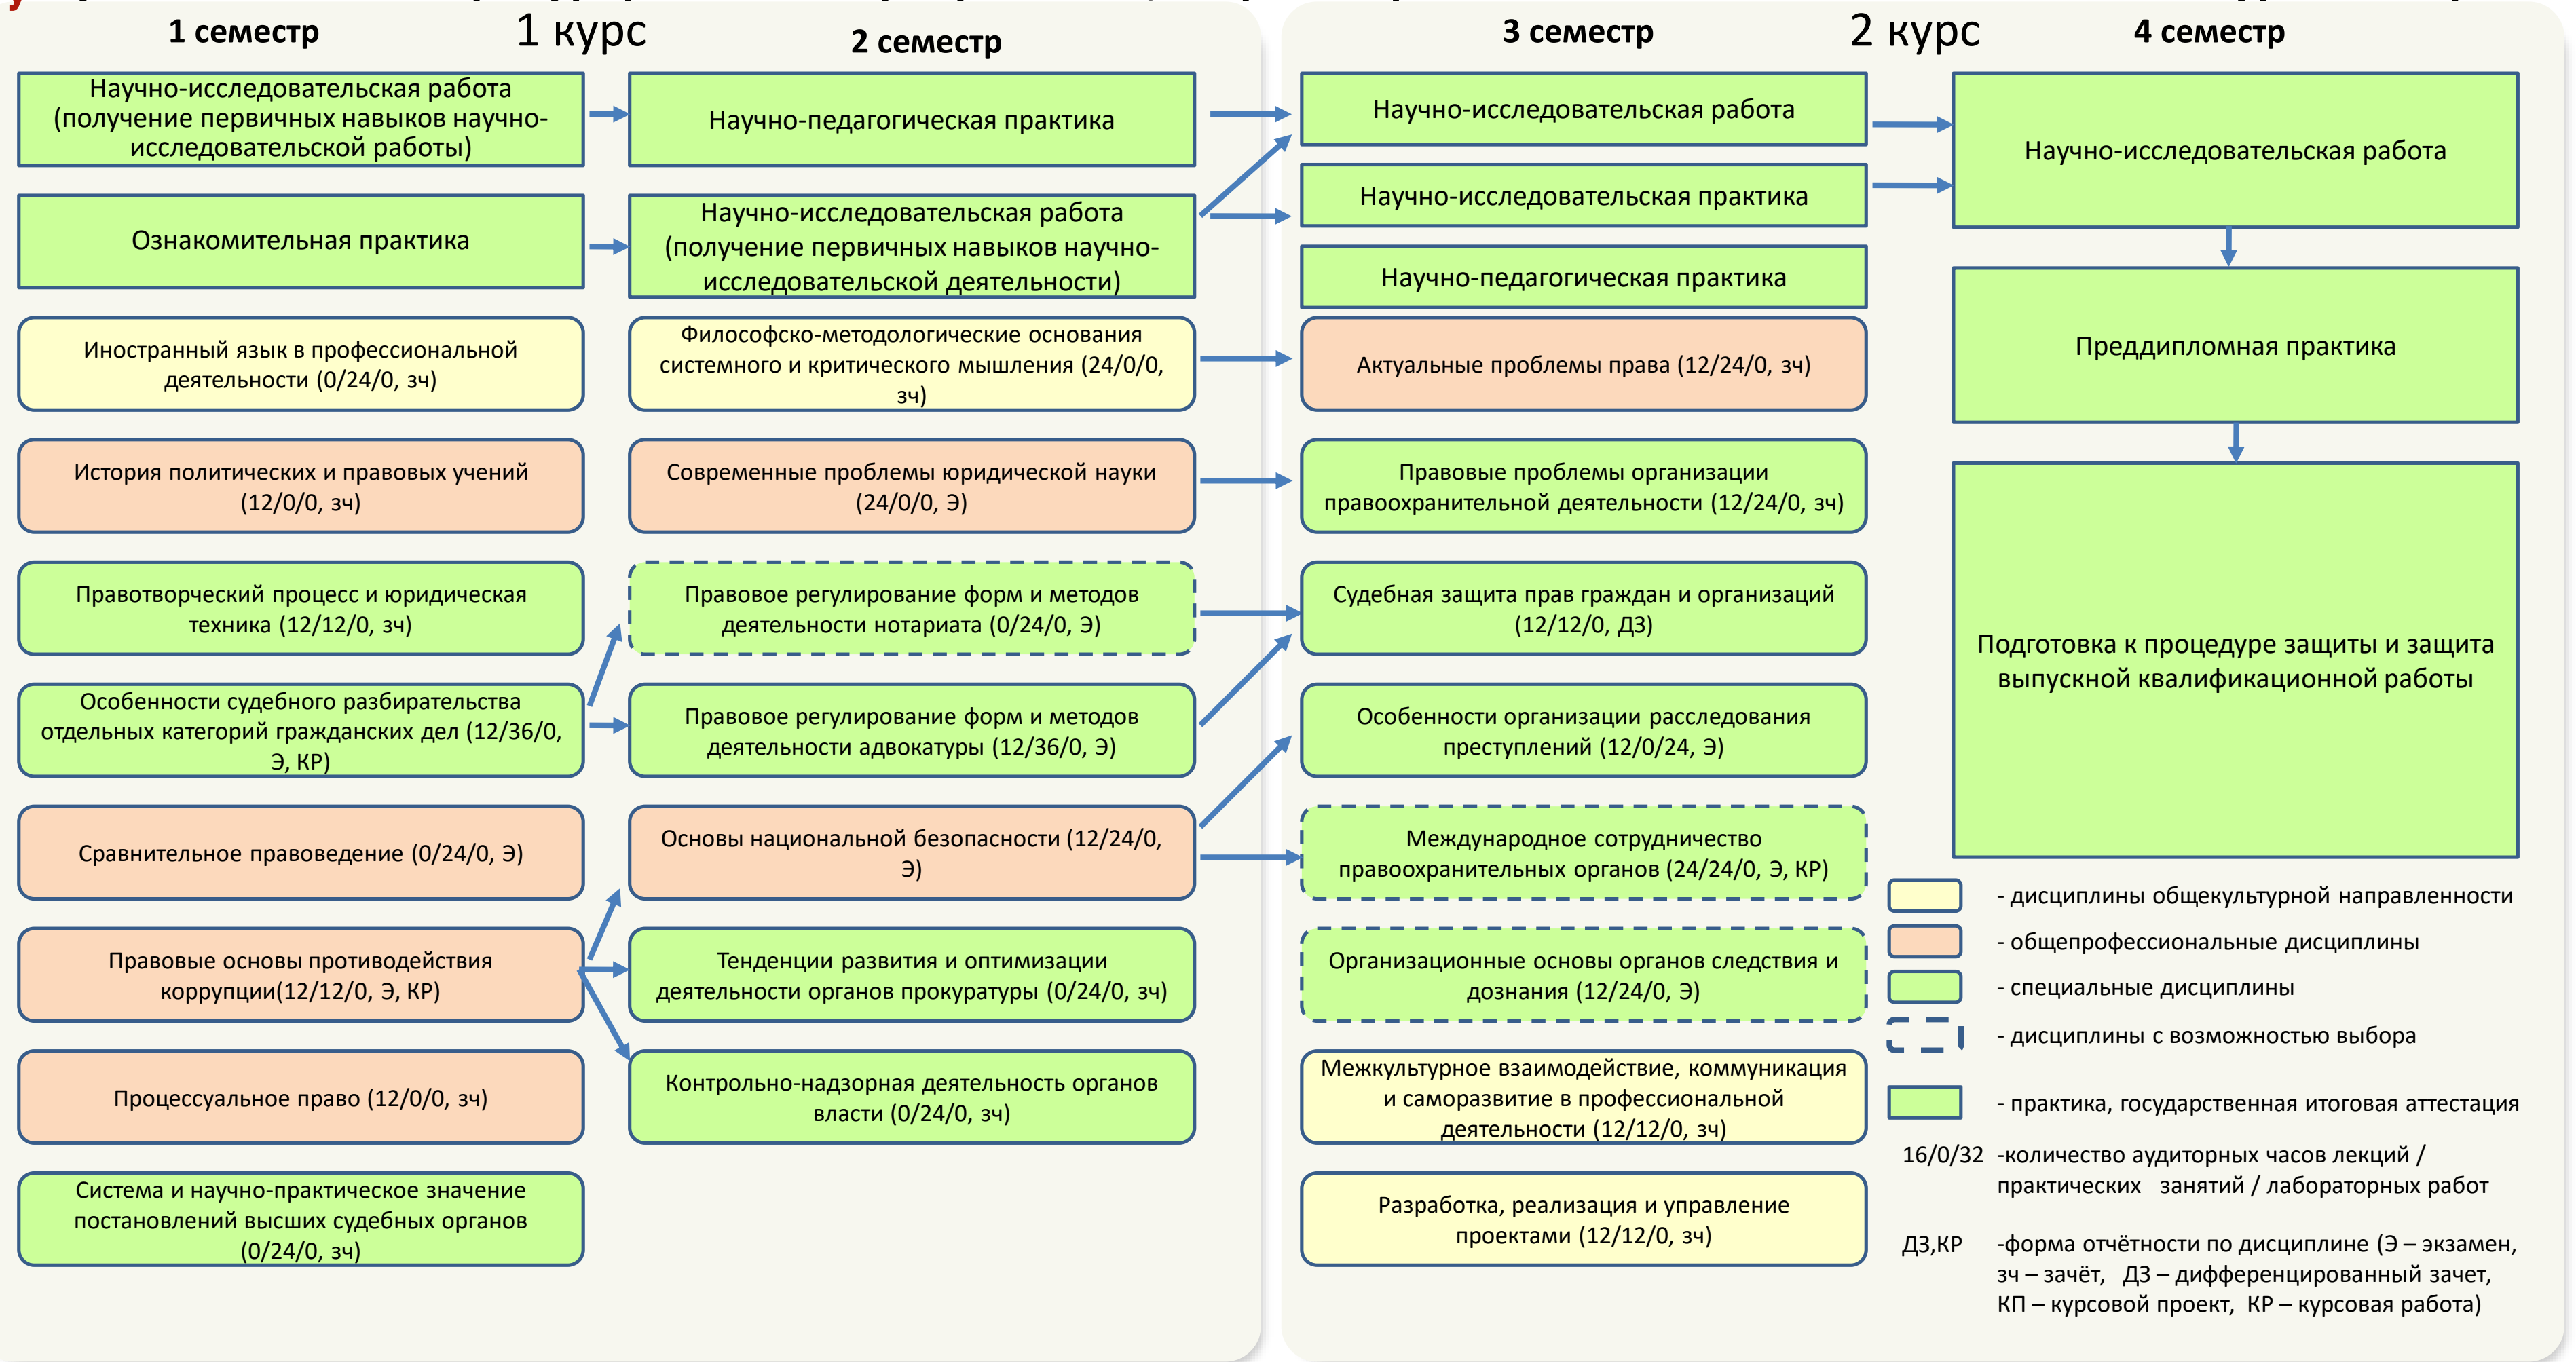 1 семестр
1 курс
2 семестр
Научно-исследовательская работа
(получение первичных навыков научно-
исследовательской работы)
Ознакомительная практика
Иностранный язык в профессиональной
деятельности (0/24/0, зч)
История политических и правовых учений
(12/0/0, зч)
Правотворческий процесс и юридическая
техника (12/12/0, зч)
Особенности судебного разбирательства
отдельных категорий гражданских дел (12/36/0,
Э, КР)
Сравнительное правоведение (0/24/0, Э)
Правовые основы противодействия
коррупции(12/12/0, Э, КР)
Процессуальное право (12/0/0, зч)
Система и научно-практическое значение
постановлений высших судебных органов
(0/24/0, зч)
Научно-педагогическая практика
Научно-исследовательская работа
(получение первичных навыков научно-
исследовательской деятельности)
Философско-методологические основания
системного и критического мышления (24/0/0,
зч)
Современные проблемы юридической науки
(24/0/0, Э)
Правовое регулирование форм и методов
деятельности нотариата (0/24/0, Э)
Правовое регулирование форм и методов
деятельности адвокатуры (12/36/0, Э)
Основы национальной безопасности (12/24/0,
Э)
Тенденции развития и оптимизации
деятельности органов прокуратуры (0/24/0, зч)
Контрольно-надзорная деятельность органов
власти (0/24/0, зч)
3 семестр
2 курс
4 семестр
Научно-исследовательская работа
Научно-исследовательская практика
Научно-педагогическая практика
Актуальные проблемы права (12/24/0, зч)
Правовые проблемы организации
правоохранительной деятельности (12/24/0, зч)
Судебная защита прав граждан и организаций
(12/12/0, ДЗ)
Особенности организации расследования
преступлений (12/0/24, Э)
Международное сотрудничество
правоохранительных органов (24/24/0, Э, КР)
Организационные основы органов следствия и
дознания (12/24/0, Э)
Межкультурное взаимодействие, коммуникация
и саморазвитие в профессиональной
деятельности (12/12/0, зч)
Разработка, реализация и управление
проектами (12/12/0, зч)
Научно-исследовательская работа
Преддипломная практика
Подготовка к процедуре защиты и защита
выпускной квалификационной работы
- дисциплины общекультурной направленности
- общепрофессиональные дисциплины
- специальные дисциплины
- дисциплины с возможностью выбора
- практика, государственная итоговая аттестация
16/0/32 -количество аудиторных часов лекций /
практических занятий / лабораторных работ
ДЗ,КР -форма отчётности по дисциплине (Э – экзамен,
зч – зачёт, ДЗ – дифференцированный зачет,
КП – курсовой проект, КР – курсовая работа)